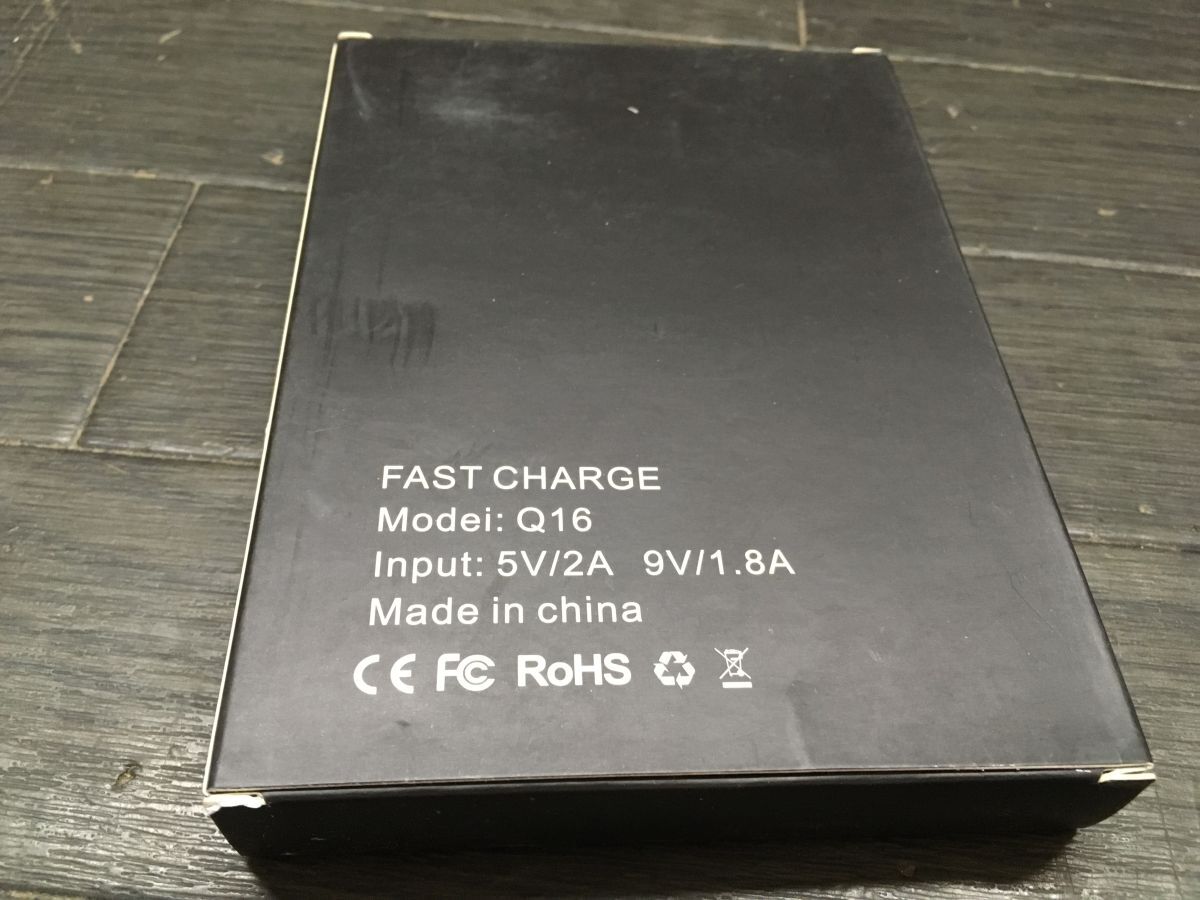 FAST CHARGE
Modei: Q16
Input: 5V/2A 9V/1.8A
Made in china
CE FC RoHS